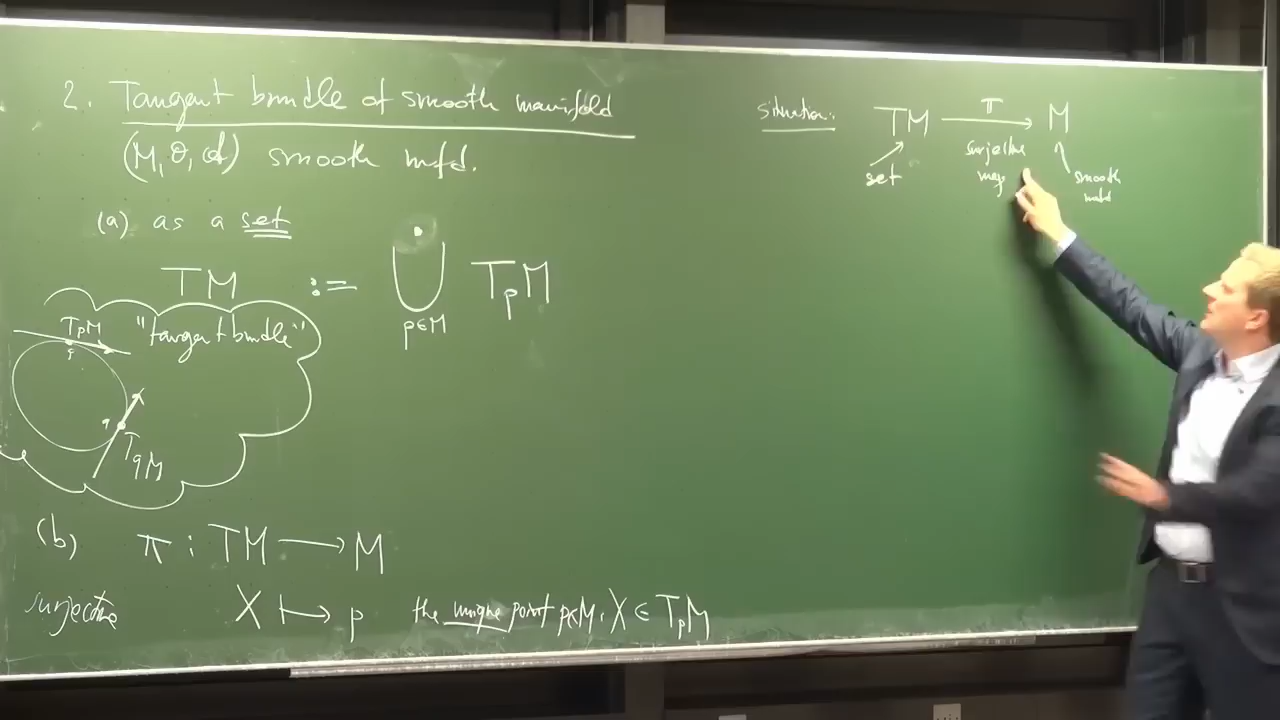 2. Tangent bundle of smooth manifold
(M, O, A) smooth mfd.
(a) as a set
TM := ⋃̇ TpM
p∈M
"tangent bundle"
TpM
p
q
TqM
(b) π : TM ⟶ M
surjective X ⟼ p the unique point p∈M: X ∈ TpM
Situation: TM ⟶ M
π
surjective
map
set
smooth
mfd